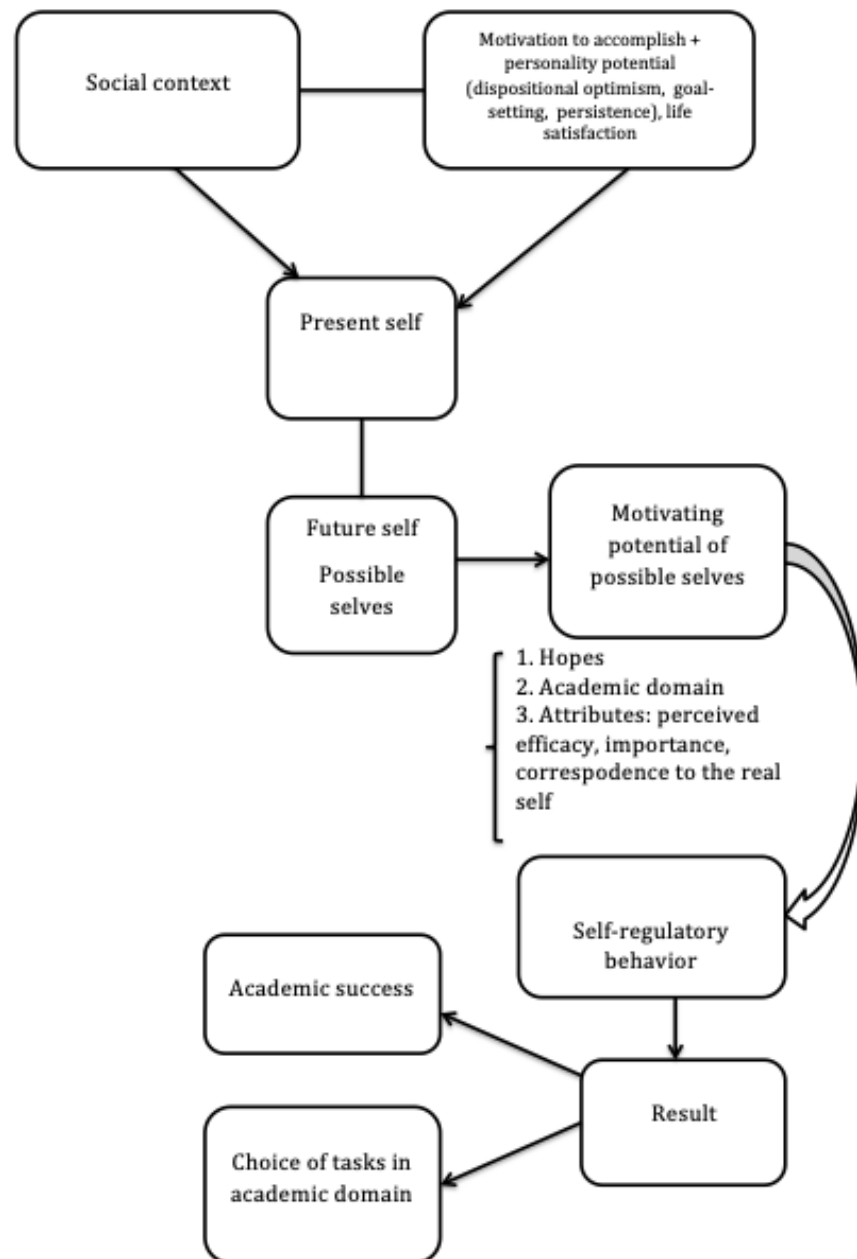 Social context
Motivation to accomplish +
personality potential
(dispositional optimism, goal-
setting, persistence), life
satisfaction
Present self
Future self
Possible
selves
Motivating
potential of
possible selves
1. Hopes
2. Academic domain
3. Attributes: perceived
efficacy, importance,
correspodence to the real
self
Self-regulatory
behavior
Academic success
Result
Choice of tasks in
academic domain